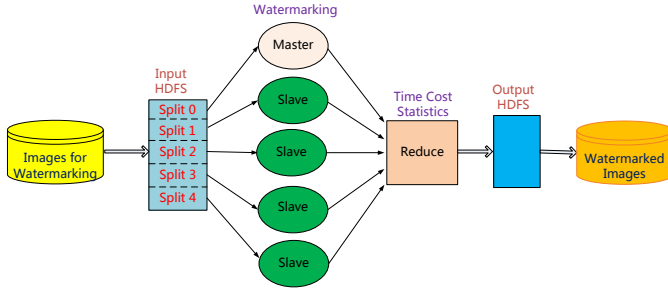 Watermarking
Master
Input
HDFS
Split 0
Split 1
Split 2
Split 3
Split 4
Images for
Watermarking
Slave
Slave
Slave
Slave
Time Cost
Statistics
Reduce
Output
HDFS
Watermarked
Images